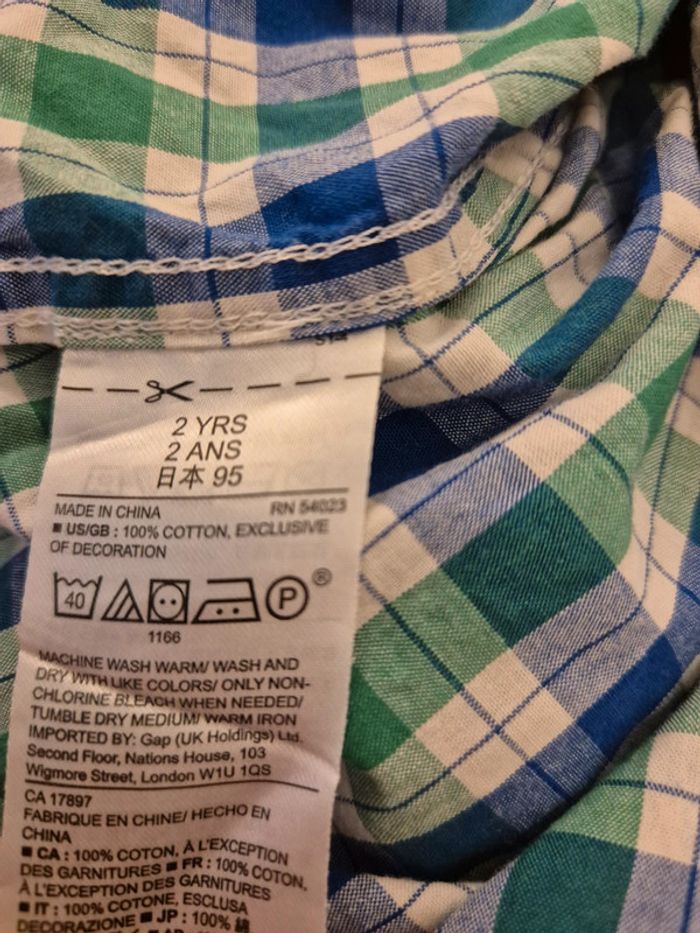 2 YRS
2 ANS
日本 95
MADE IN CHINA RN 54023
■ US/GB : 100% COTTON, EXCLUSIVE
OF DECORATION
40 P ®
1166
MACHINE WASH WARM/ WASH AND
DRY WITH LIKE COLORS/ ONLY NON-
CHLORINE BLEACH WHEN NEEDED/
TUMBLE DRY MEDIUM/ WARM IRON
IMPORTED BY: Gap (UK Holdings) Ltd.
Second Floor, Nations House, 103
Wigmore Street, London W1U 1QS
CA 17897
FABRIQUE EN CHINE/ HECHO EN
CHINA
■ CA : 100% COTON, À L'EXCEPTION
DES GARNITURES ■ FR : 100% COTON,
À L'EXCEPTION DES GARNITURES
■ IT : 100% COTONE, ESCLUSA
DECORAZIONE ■ JP : 100% 綿